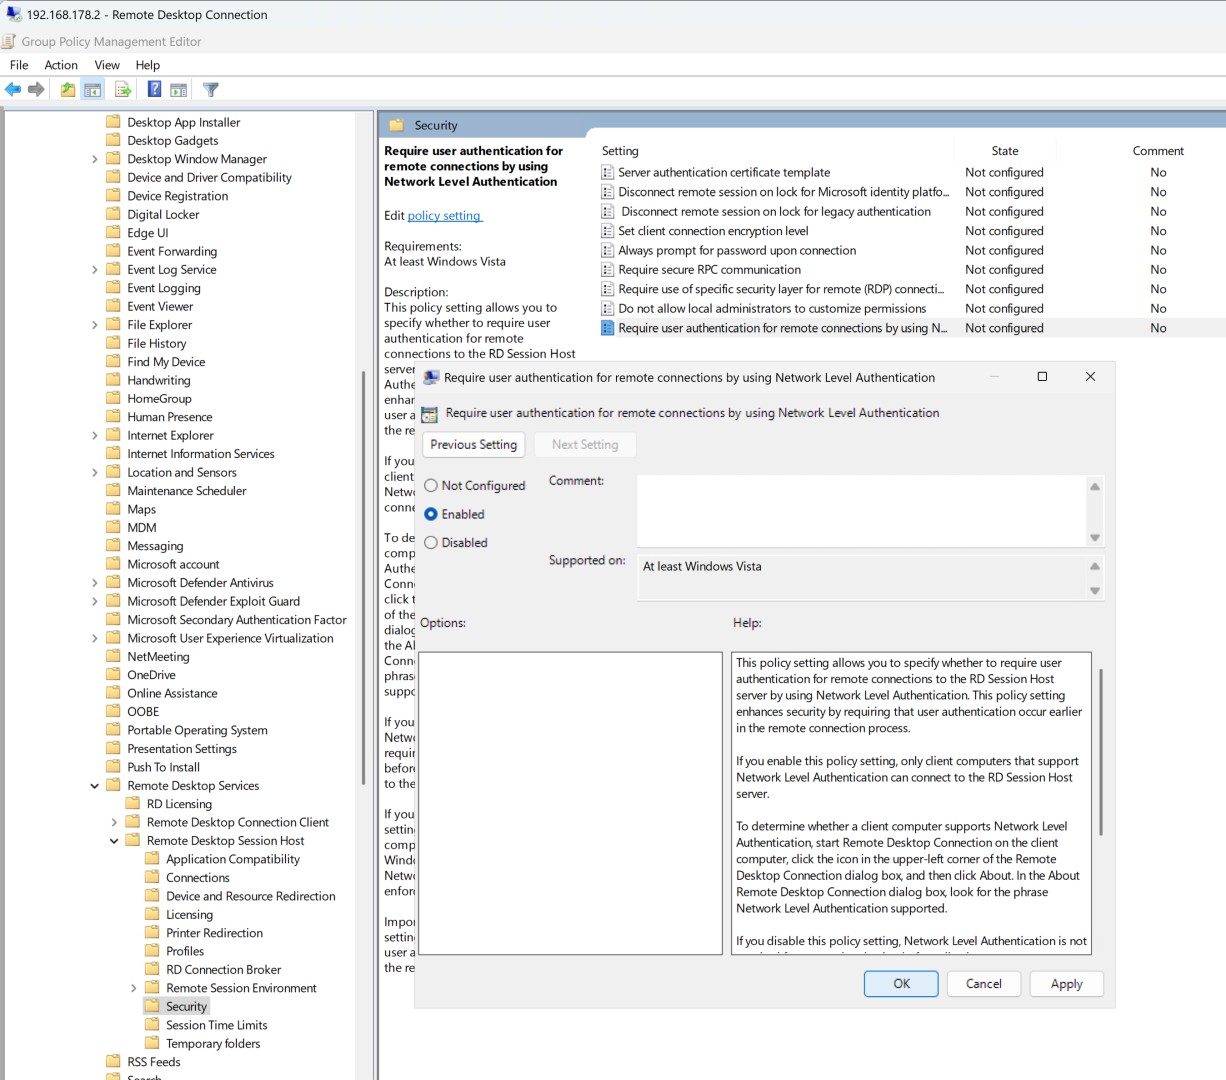 192.168.178.2 - Remote Desktop Connection
Group Policy Management Editor
File Action View Help
Desktop App Installer
Desktop Gadgets
Desktop Window Manager
Device and Driver Compatibility
Device Registration
Digital Locker
Edge UI
Event Forwarding
Event Log Service
Event Logging
Event Viewer
File Explorer
File History
Find My Device
Handwriting
HomeGroup
Human Presence
Internet Explorer
Internet Information Services
Location and Sensors
Maintenance Scheduler
Maps
MDM
Messaging
Microsoft account
Microsoft Defender Antivirus
Microsoft Defender Exploit Guard
Microsoft Secondary Authentication Factor
Microsoft User Experience Virtualization
NetMeeting
OneDrive
Online Assistance
OOBE
Portable Operating System
Presentation Settings
Push To Install
Remote Desktop Services
RD Licensing
Remote Desktop Connection Client
Remote Desktop Session Host
Application Compatibility
Connections
Device and Resource Redirection
Licensing
Printer Redirection
Profiles
RD Connection Broker
Remote Session Environment
Security
Session Time Limits
Temporary folders
RSS Feeds
Security
Require user authentication for
remote connections by using
Network Level Authentication
Edit policy setting
Requirements:
At least Windows Vista
Description:
This policy setting allows you to
specify whether to require user
authentication for remote
connections to the RD Session Host
Setting State Comment
Server authentication certificate template Not configured No
Disconnect remote session on lock for Microsoft identity platfo... Not configured No
Disconnect remote session on lock for legacy authentication Not configured No
Set client connection encryption level Not configured No
Always prompt for password upon connection Not configured No
Require secure RPC communication Not configured No
Require use of specific security layer for remote (RDP) connecti... Not configured No
Do not allow local administrators to customize permissions Not configured No
Require user authentication for remote connections by using N... Not configured No
Require user authentication for remote connections by using Network Level Authentication
Require user authentication for remote connections by using Network Level Authentication
Previous Setting Next Setting
Not Configured
Enabled
Disabled
Comment:
Supported on:
At least Windows Vista
Options:
Help:
This policy setting allows you to specify whether to require user
authentication for remote connections to the RD Session Host
server by using Network Level Authentication. This policy setting
enhances security by requiring that user authentication occur earlier
in the remote connection process.
If you enable this policy setting, only client computers that support
Network Level Authentication can connect to the RD Session Host
server.
To determine whether a client computer supports Network Level
Authentication, start Remote Desktop Connection on the client
computer, click the icon in the upper-left corner of the Remote
Desktop Connection dialog box, and then click About. In the About
Remote Desktop Connection dialog box, look for the phrase
Network Level Authentication supported.
If you disable this policy setting, Network Level Authentication is not
OK Cancel Apply